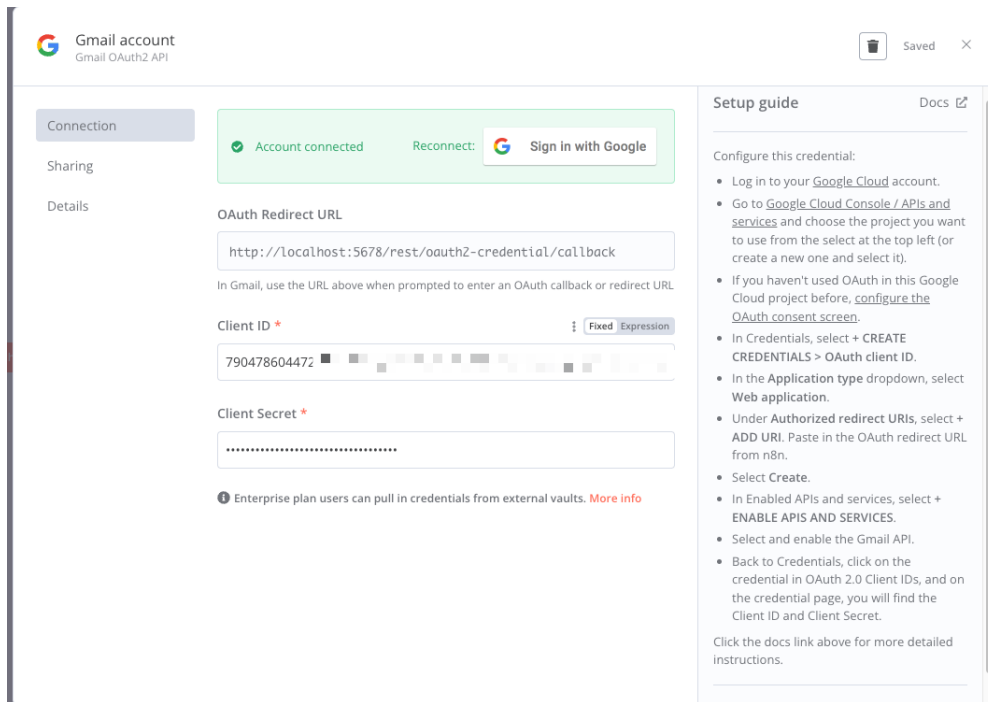 Gmail account
Gmail OAuth2 API
Saved
Connection
Sharing
Details
Account connected
Reconnect:
Sign in with Google
OAuth Redirect URL
http://localhost:5678/rest/oauth2-credential/callback
In Gmail, use the URL above when prompted to enter an OAuth callback or redirect URL
Client ID *
Fixed Expression
790478604472
Client Secret *
••••••••••••••••••••••••••••••••••
Enterprise plan users can pull in credentials from external vaults. More info
Setup guide
Docs
Configure this credential:
• Log in to your Google Cloud account.
• Go to Google Cloud Console / APIs and
services and choose the project you want
to use from the select at the top left (or
create a new one and select it).
• If you haven't used OAuth in this Google
Cloud project before, configure the
OAuth consent screen.
• In Credentials, select + CREATE
CREDENTIALS > OAuth client ID.
• In the Application type dropdown, select
Web application.
• Under Authorized redirect URIs, select +
ADD URI. Paste in the OAuth redirect URL
from n8n.
• Select Create.
• In Enabled APIs and services, select +
ENABLE APIS AND SERVICES.
• Select and enable the Gmail API.
• Back to Credentials, click on the
credential in OAuth 2.0 Client IDs, and on
the credential page, you will find the
Client ID and Client Secret.
Click the docs link above for more detailed
instructions.